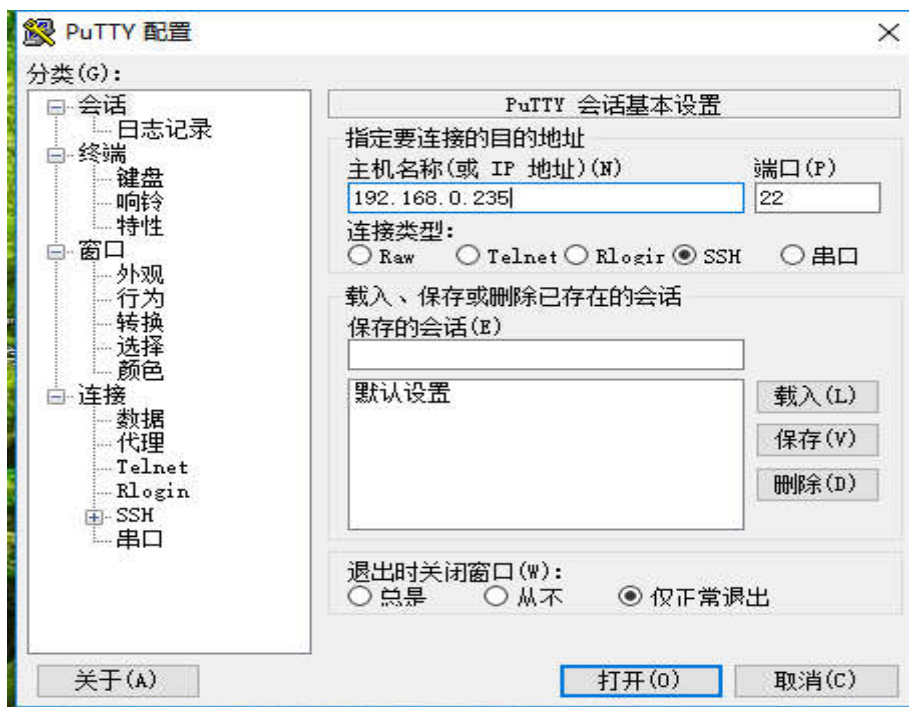 PuTTY 配置
分类(G):
会话
日志记录
终端
键盘
响铃
特性
窗口
外观
行为
转换
选择
颜色
连接
数据
代理
Telnet
Rlogin
SSH
串口
PuTTY 会话基本设置
指定要连接的目的地址
主机名称(或 IP 地址)(N) 端口(P)
192.168.0.235 22
连接类型:
Raw Telnet Rlogir SSH 串口
载入、保存或删除已存在的会话
保存的会话(E)
默认设置
载入(L)
保存(V)
删除(D)
退出时关闭窗口(W):
总是 从不 仅正常退出
关于(A) 打开(O) 取消(C)